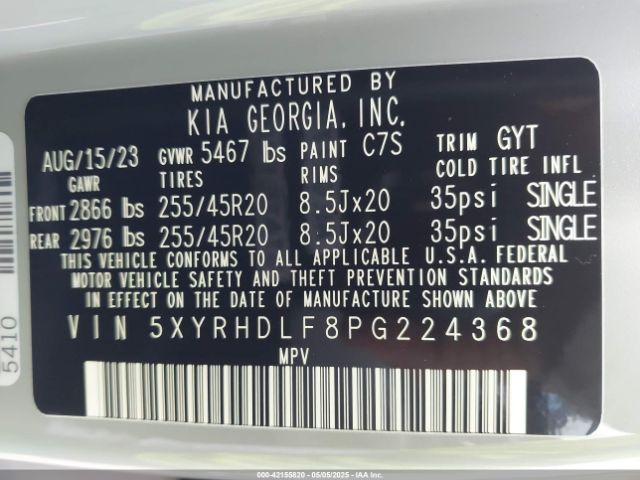 MANUFACTURED BY
KIA GEORGIA, INC.
AUG/15/23 GVWR 5467 lbs PAINT C7S TRIM GYT
GAWR TIRES RIMS COLD TIRE INFL
FRONT 2866 lbs 255/45R20 8.5Jx20 35psi SINGLE
REAR 2976 lbs 255/45R20 8.5Jx20 35psi SINGLE
THIS VEHICLE CONFORMS TO ALL APPLICABLE U.S.A. FEDERAL
MOTOR VEHICLE SAFETY AND THEFT PREVENTION STANDARDS
IN EFFECT ON THE DATE OF MANUFACTURE SHOWN ABOVE.
VIN 5XYRHDLF8PG224368
MPV
5410
000-42155820 - 05/05/2025 - IAA PA LLC